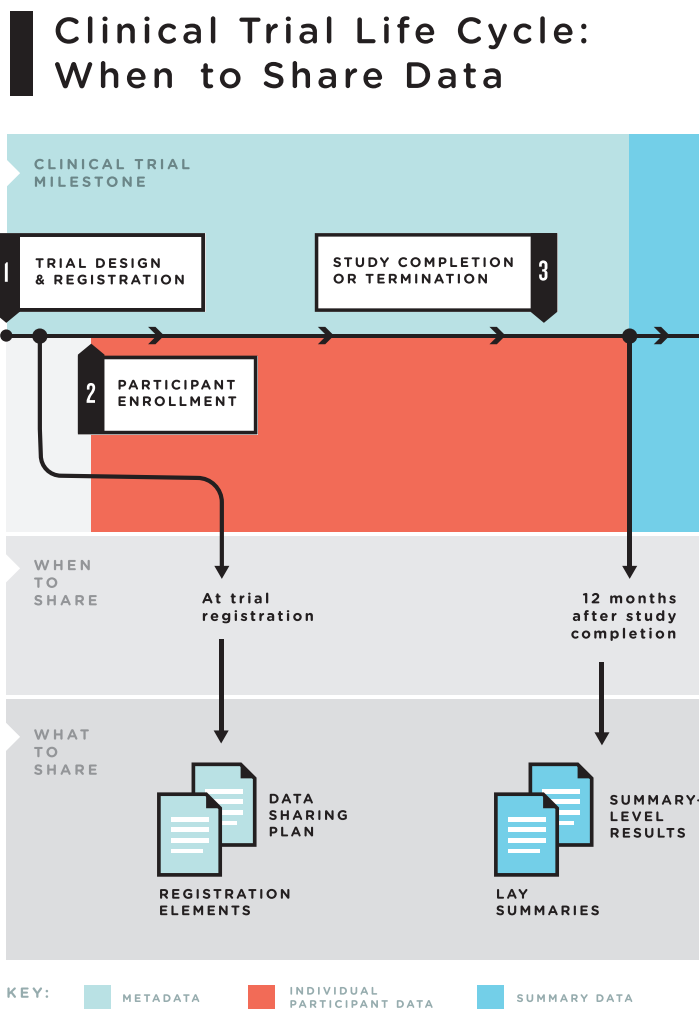 Clinical Trial Life Cycle:
When to Share Data
CLINICAL TRIAL
MILESTONE
1
TRIAL DESIGN
& REGISTRATION
STUDY COMPLETION
OR TERMINATION
3
2
PARTICIPANT
ENROLLMENT
WHEN
TO
SHARE
At trial
registration
12 months
after study
completion
WHAT
TO
SHARE
DATA
SHARING
PLAN
REGISTRATION
ELEMENTS
SUMMARY-
LEVEL
RESULTS
LAY
SUMMARIES
KEY:
METADATA
INDIVIDUAL
PARTICIPANT DATA
SUMMARY DATA